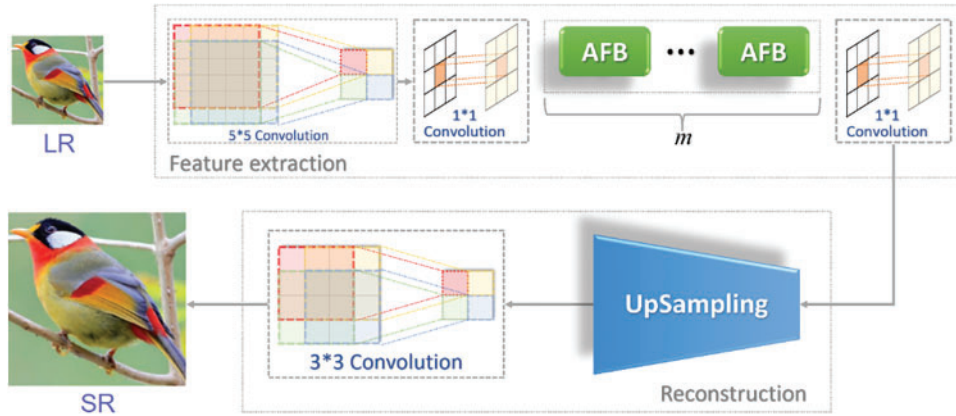 LR
5*5 Convolution
1*1
Convolution
AFB
•••
AFB
m
1*1
Convolution
Feature extraction
SR
3*3 Convolution
UpSampling
Reconstruction